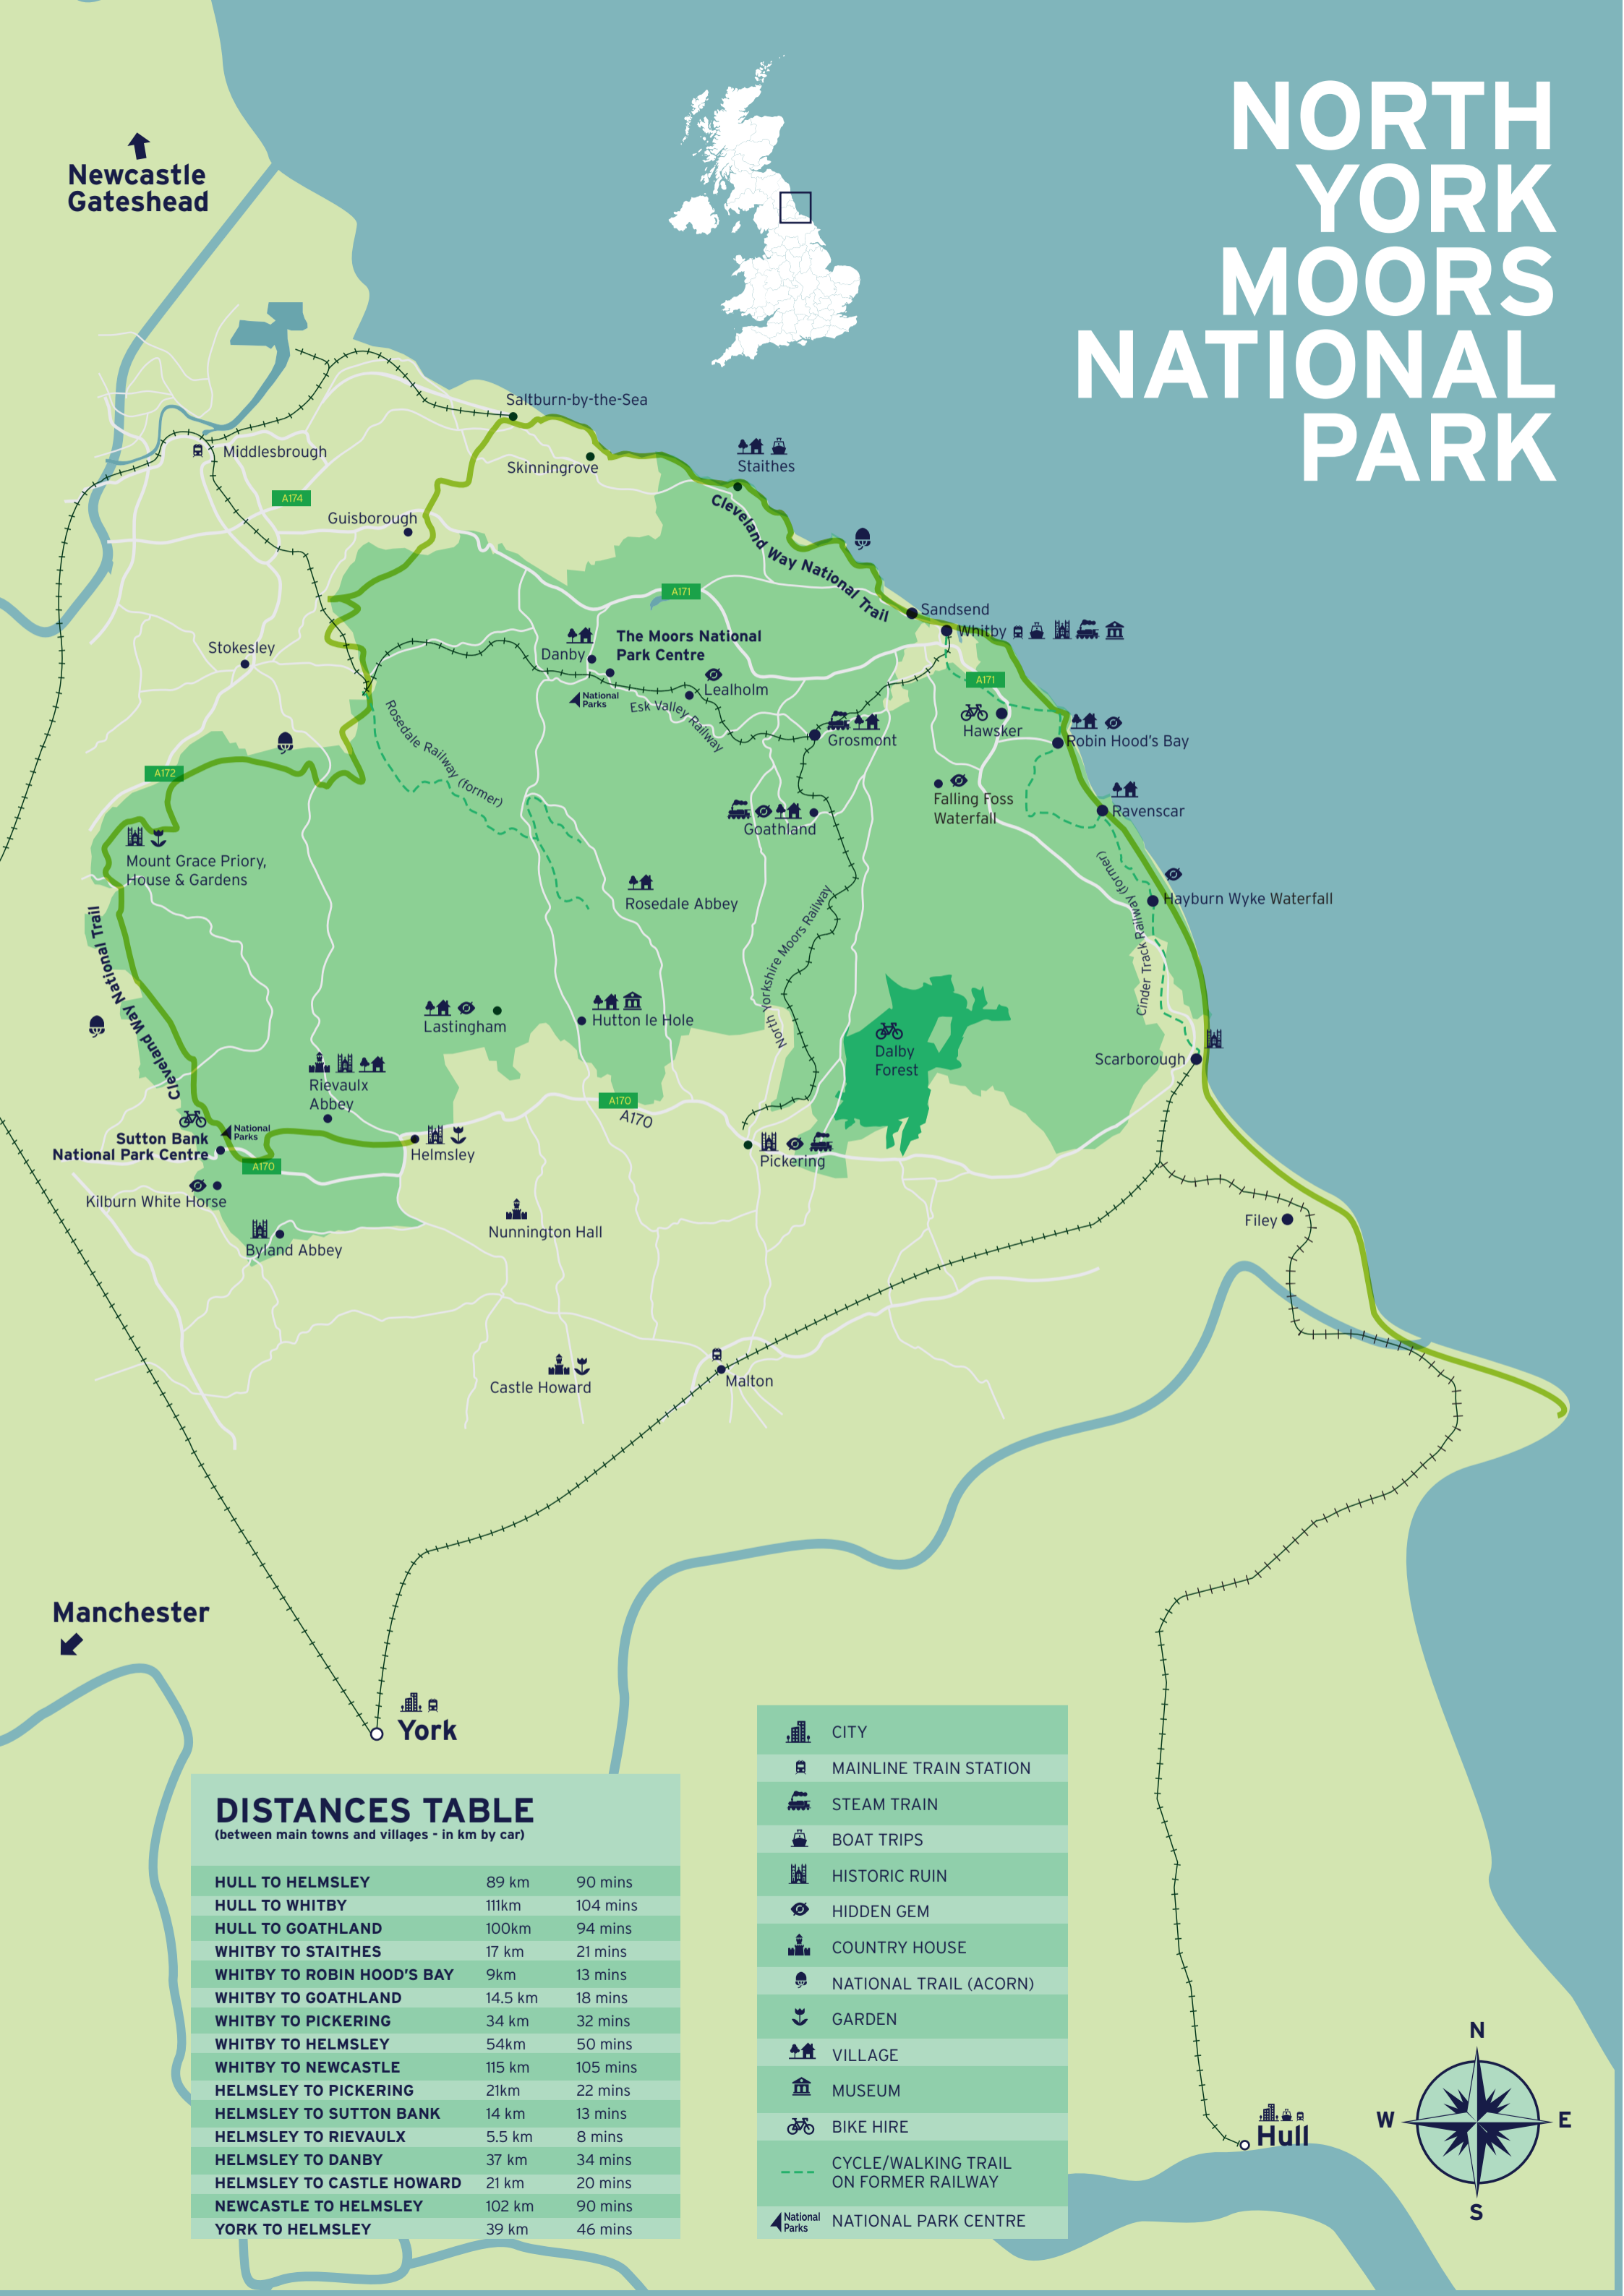 NORTH
YORK
MOORS
NATIONAL
PARK
Newcastle
Gateshead
Saltburn-by-the-Sea
Middlesbrough
Skinningrove
Staithes
A174
Guisborough
Cleveland Way National Trail
A171
Sandsend
Whitby
Stokesley
Danby
The Moors National
Park Centre
National
Parks
Lealholm
Esk Valley Railway
A171
Rosedale Railway (former)
Grosmont
Hawsker
Robin Hood's Bay
A172
Falling Foss
Waterfall
Goathland
Ravenscar
Mount Grace Priory,
House & Gardens
Rosedale Abbey
Cinder Track Railway (former)
Hayburn Wyke Waterfall
Cleveland Way National Trail
North Yorkshire Moors Railway
Lastingham
Hutton le Hole
Dalby
Forest
Scarborough
Rievaulx
Abbey
A170
A170
Sutton Bank
National Park Centre
National
Parks
A170
Helmsley
Pickering
Kilburn White Horse
Nunnington Hall
Filey
Byland Abbey
Castle Howard
Malton
Manchester
York
DISTANCES TABLE
(between main towns and villages - in km by car)
HULL TO HELMSLEY 89 km 90 mins
HULL TO WHITBY 111km 104 mins
HULL TO GOATHLAND 100km 94 mins
WHITBY TO STAITHES 17 km 21 mins
WHITBY TO ROBIN HOOD'S BAY 9km 13 mins
WHITBY TO GOATHLAND 14.5 km 18 mins
WHITBY TO PICKERING 34 km 32 mins
WHITBY TO HELMSLEY 54km 50 mins
WHITBY TO NEWCASTLE 115 km 105 mins
HELMSLEY TO PICKERING 21km 22 mins
HELMSLEY TO SUTTON BANK 14 km 13 mins
HELMSLEY TO RIEVAULX 5.5 km 8 mins
HELMSLEY TO DANBY 37 km 34 mins
HELMSLEY TO CASTLE HOWARD 21 km 20 mins
NEWCASTLE TO HELMSLEY 102 km 90 mins
YORK TO HELMSLEY 39 km 46 mins
CITY
MAINLINE TRAIN STATION
STEAM TRAIN
BOAT TRIPS
HISTORIC RUIN
HIDDEN GEM
COUNTRY HOUSE
NATIONAL TRAIL (ACORN)
GARDEN
VILLAGE
MUSEUM
BIKE HIRE
CYCLE/WALKING TRAIL
ON FORMER RAILWAY
National
Parks
NATIONAL PARK CENTRE
Hull
N
W
E
S